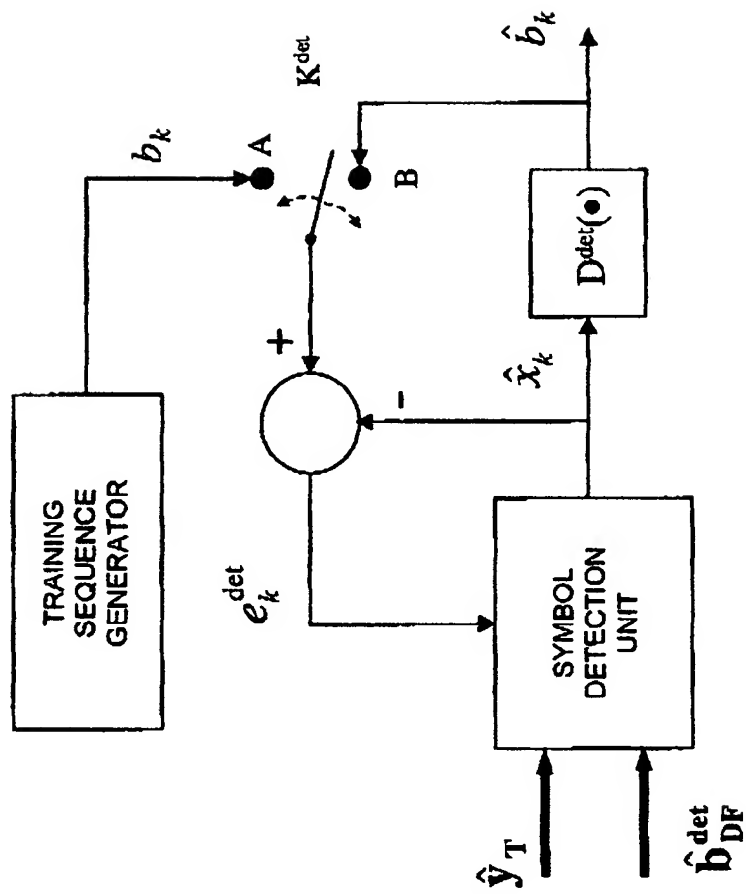 TRAINING
SEQUENCE
GENERATOR
b_k
A
K^det
B
+
-
e_k^det
x̂_k
D^det(●)
b̂_k
SYMBOL
DETECTION
UNIT
ŷ_T
b̂_DF^det